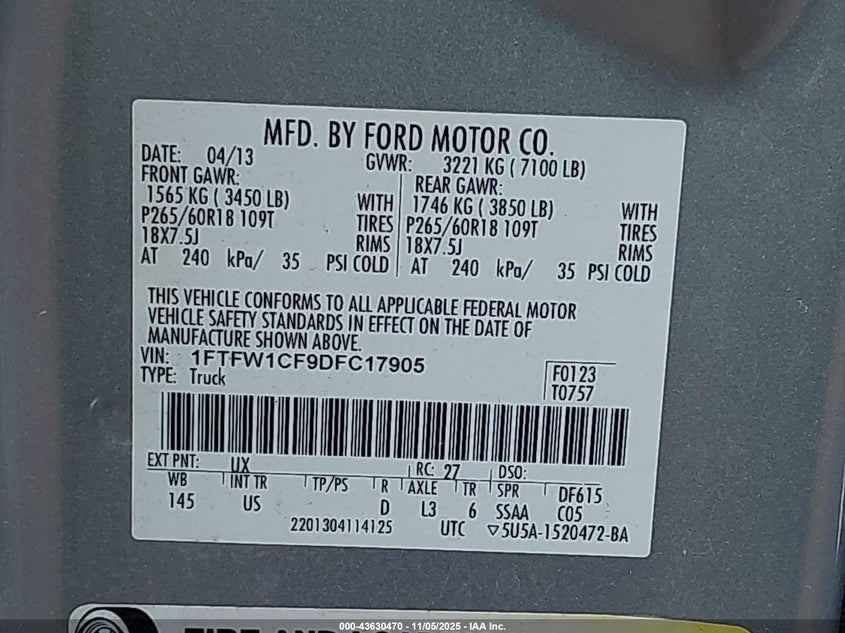 MFD. BY FORD MOTOR CO.
DATE: 04/13 GVWR: 3221 KG ( 7100 LB)
FRONT GAWR: REAR GAWR:
1565 KG ( 3450 LB) WITH 1746 KG ( 3850 LB) WITH
P265/60R18 109T TIRES P265/60R18 109T TIRES
18X7.5J RIMS 18X7.5J RIMS
AT 240 kPa/ 35 PSI COLD AT 240 kPa/ 35 PSI COLD
THIS VEHICLE CONFORMS TO ALL APPLICABLE FEDERAL MOTOR
VEHICLE SAFETY STANDARDS IN EFFECT ON THE DATE OF
MANUFACTURE SHOWN ABOVE.
VIN: 1FTFW1CF9DFC17905 F0123
TYPE: Truck T0757
EXT PNT: UX RC: 27 DSO:
WB INT TR TP/PS R AXLE TR SPR DF615
145 US D L3 6 SSAA C05
2201304114125 UTC ▽5U5A-1520472-BA
000-43630470 - 11/05/2025 - IAA Inc.